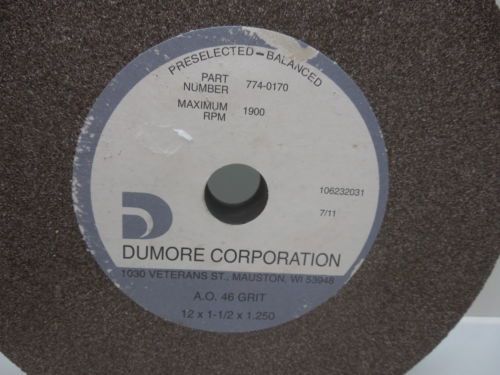 PRESELECTED-BALANCED
PART NUMBER 774-0170
MAXIMUM RPM 1900
106232031
7/11
DUMORE CORPORATION
1030 VETERANS ST., MAUSTON, WI 53948
A.O. 46 GRIT
12 x 1-1/2 x 1.250